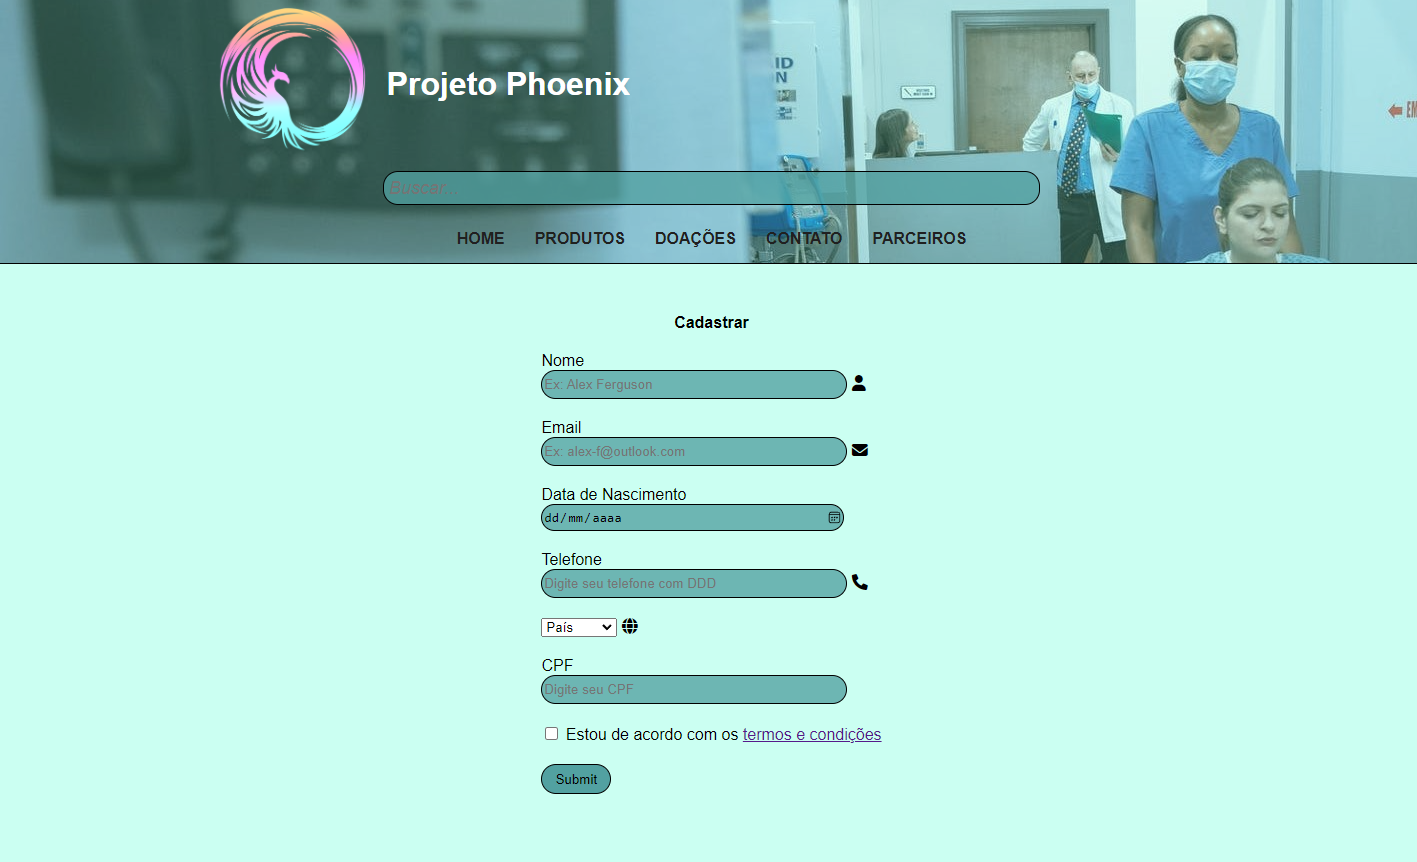 Projeto Phoenix
Buscar...
HOME PRODUTOS DOAÇÕES CONTATO PARCEIROS
Cadastrar
Nome
Ex: Alex Ferguson
Email
Ex: alex-f@outlook.com
Data de Nascimento
dd/mm/aaaa
Telefone
Digite seu telefone com DDD
País
CPF
Digite seu CPF
Estou de acordo com os termos e condições
Submit